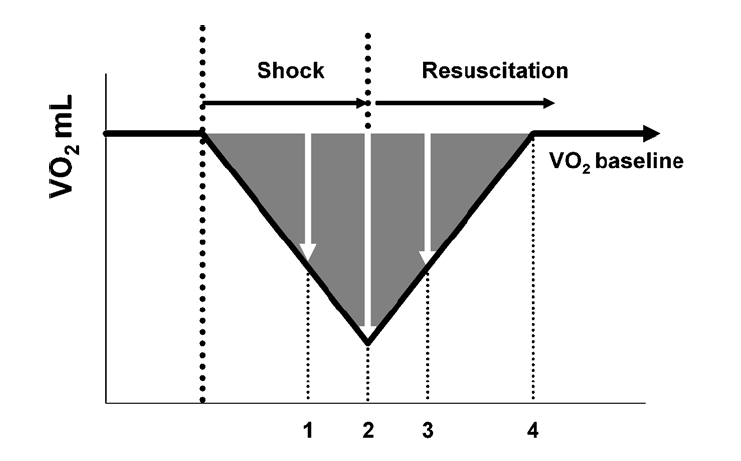 Shock
Resuscitation
VO₂ mL
VO₂ baseline
1 2 3 4